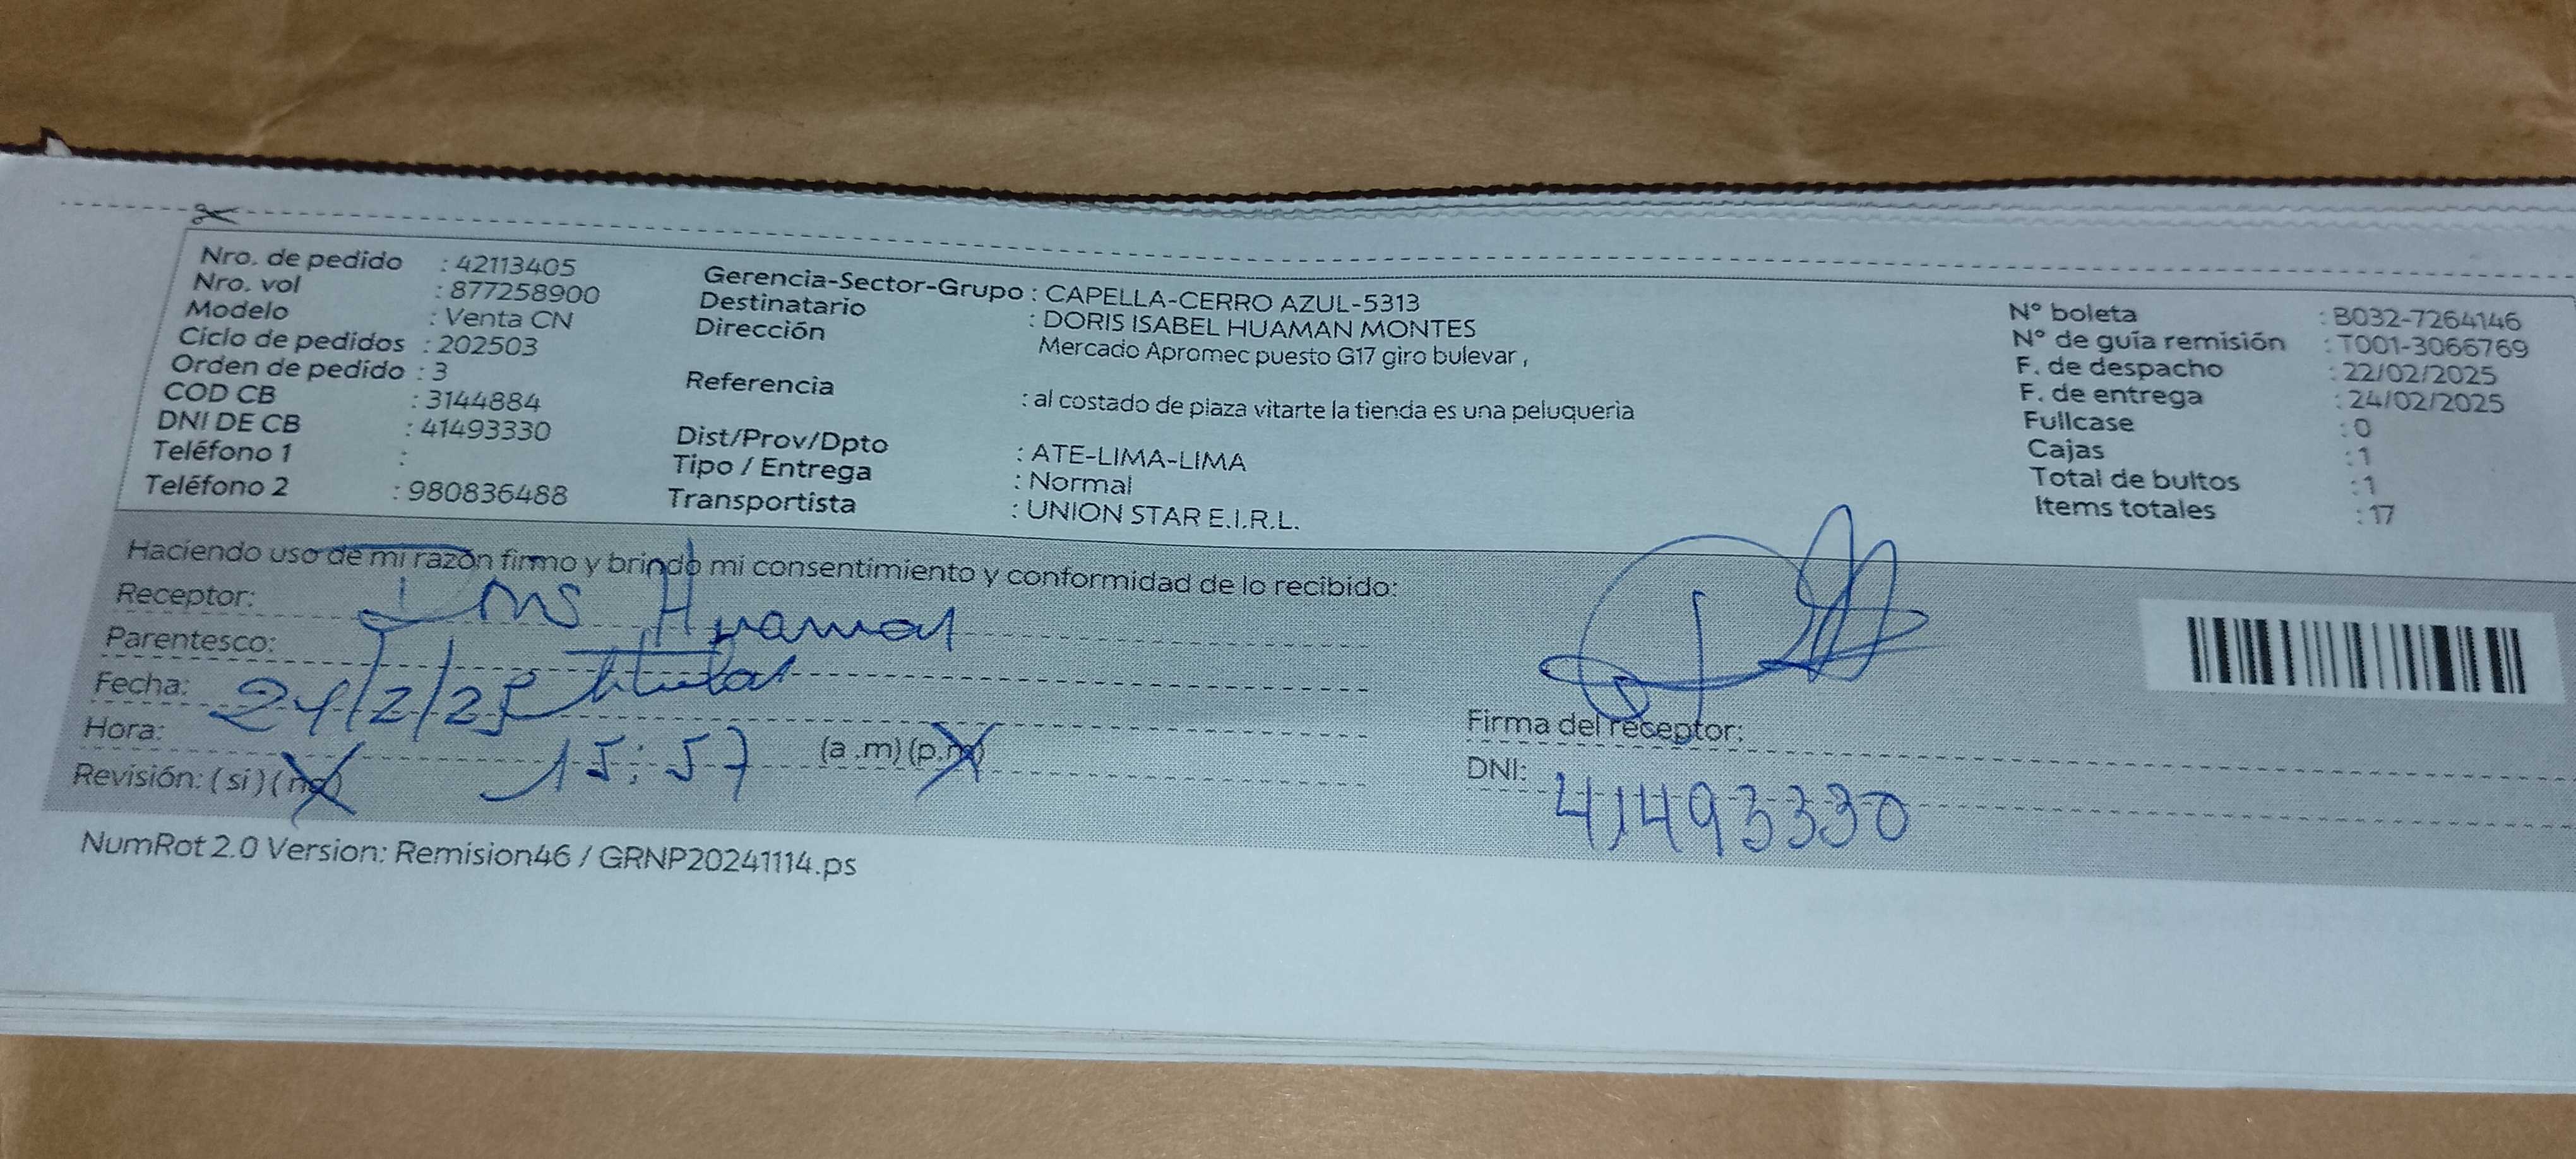 Nro. de pedido : 42113405
Nro. vol : 877258900
Modelo : Venta CN
Ciclo de pedidos : 202503
Orden de pedido : 3
COD CB : 3144884
DNI DE CB : 41493330
Teléfono 1 :
Teléfono 2 : 980836488
Gerencia-Sector-Grupo : CAPELLA-CERRO AZUL-5313
Destinatario : DORIS ISABEL HUAMAN MONTES
Dirección Mercado Apromec puesto G17 giro bulevar ,
Referencia : al costado de plaza vitarte la tienda es una peluqueria
Dist/Prov/Dpto : ATE-LIMA-LIMA
Tipo / Entrega : Normal
Transportista : UNION STAR E.I.R.L.
N° boleta : B032-7264146
N° de guía remisión : T001-3066769
F. de despacho : 22/02/2025
F. de entrega : 24/02/2025
Fullcase : 0
Cajas : 1
Total de bultos : 1
Items totales : 17
Haciendo uso de mi razón firmo y brindo mi consentimiento y conformidad de lo recibido:
Receptor: Huaman
Parentesco: titular
Fecha: 24/2/25
Hora: 15:57 (a .m) (p.m)
Revisión: (si) (no)
Firma del receptor:
DNI: 41493330
NumRot 2.0 Version: Remision46 / GRNP20241114.ps